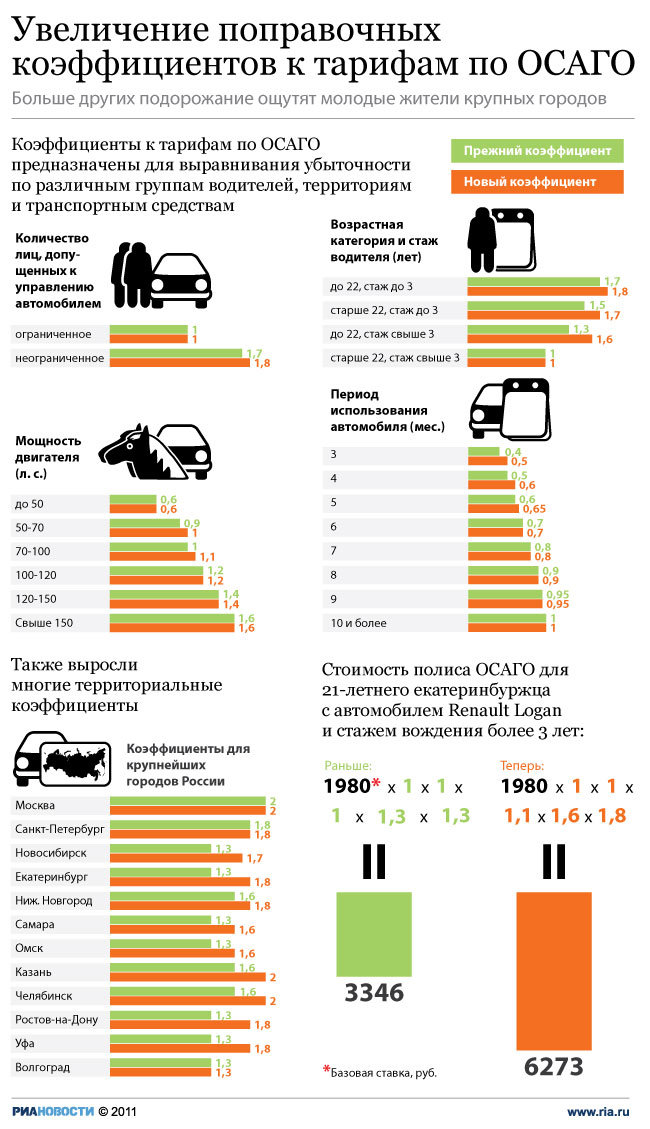 Увеличение поправочных
коэффициентов к тарифам по ОСАГО
Больше других подорожание ощутят молодые жители крупных городов
Коэффициенты к тарифам по ОСАГО
предназначены для выравнивания убыточности
по различным группам водителей, территориям
и транспортным средствам
Прежний коэффициент
Новый коэффициент
Количество
лиц, допу-
щенных к
управлению
автомобилем
ограниченное
1
1
неограниченное
1,7
1,8
Возрастная
категория и стаж
водителя (лет)
до 22, стаж до 3
1,7
1,8
старше 22, стаж до 3
1,5
1,7
до 22, стаж свыше 3
1,3
1,6
старше 22, стаж свыше 3
1
1
Мощность
двигателя
(л. с.)
до 50
0,6
0,6
50-70
0,9
1
70-100
1
1,1
100-120
1,2
1,2
120-150
1,4
1,4
Свыше 150
1,6
1,6
Период
использования
автомобиля (мес.)
3
0,4
0,5
4
0,5
0,6
5
0,6
0,65
6
0,7
0,7
7
0,8
0,8
8
0,9
0,9
9
0,95
0,95
10 и более
1
1
Также выросли
многие территориальные
коэффициенты
Коэффициенты для
крупнейших
городов России
Москва
2
2
Санкт-Петербург
1,8
1,8
Новосибирск
1,3
1,7
Екатеринбург
1,3
1,8
Ниж. Новгород
1,6
1,8
Самара
1,3
1,6
Омск
1,3
1,6
Казань
1,6
2
Челябинск
1,6
2
Ростов-на-Дону
1,3
1,8
Уфа
1,3
1,8
Волгоград
1,3
1,3
Стоимость полиса ОСАГО для
21-летнего екатеринбуржца
с автомобилем Renault Logan
и стажем вождения более 3 лет:
Раньше:
1980* x 1 x 1 x
1 x 1,3 x 1,3
3346
Теперь:
1980 x 1 x 1 x
1,1 x 1,6 x 1,8
6273
*Базовая ставка, руб.
РИАНОВОСТИ © 2011
www.ria.ru